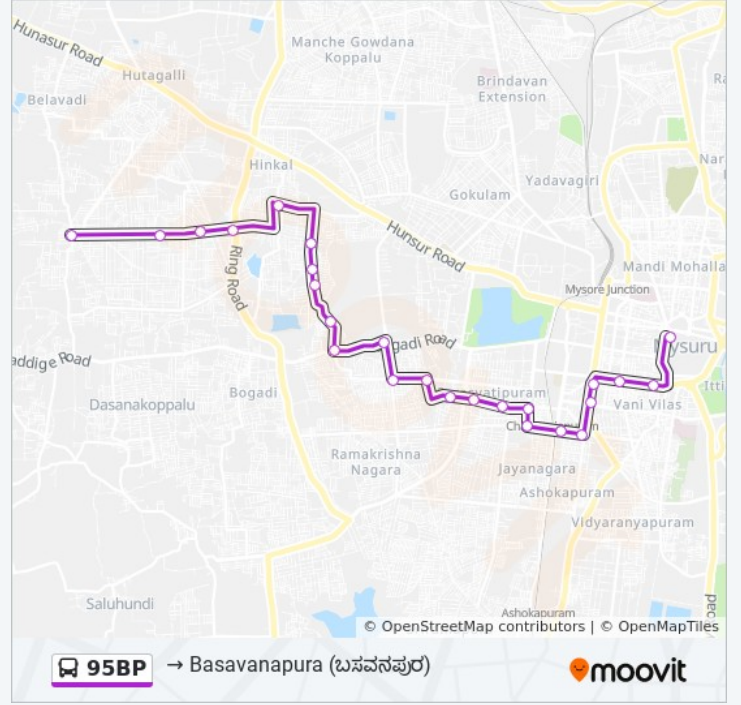 Hunasur Road
Manche Gowdana
Koppalu
Hutagalli
Brindavan
Extension
Belavadi
Hinkal
Yadavagiri
Gokulam
Hunsur Road
Mandi Mohalla
Mysore Junction
Ring Road
gadi Road
Mysuru
addige Road
Bogadi
Dasanakoppalu
Vani Vilas
Ramakrishna
Nagara
Jayanagara
Ashokapuram
Vidyaranyapuram
Saluhundi
Ashokapuram
© OpenStreetMap contributors | © OpenMapTiles
95BP → Basavanapura (ಬಸವನಪುರ)
moovit